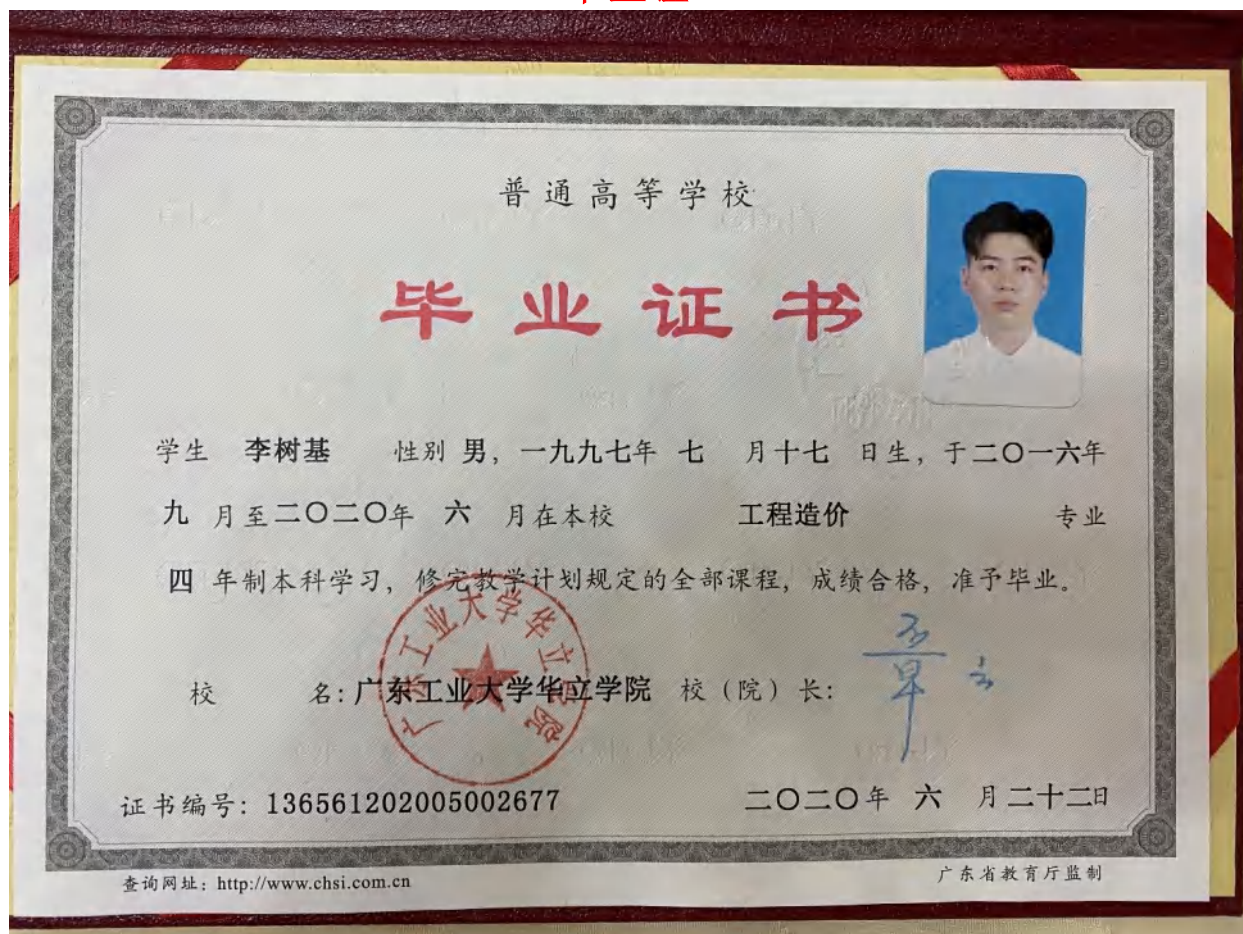 普通高等学校
毕业证书
学生 李树基 性别 男，一九九七年 七 月十七 日生，于二〇一六年
九 月至二〇二〇年 六 月在本校 工程造价 专业
四 年制本科学习，修完教学计划规定的全部课程，成绩合格，准予毕业。
广东工业大学华立学院
校 名：广东工业大学华立学院 校（院）长：
证书编号：136561202005002677 二〇二〇年 六 月二十二日
查询网址：http://www.chsi.com.cn 广东省教育厅监制